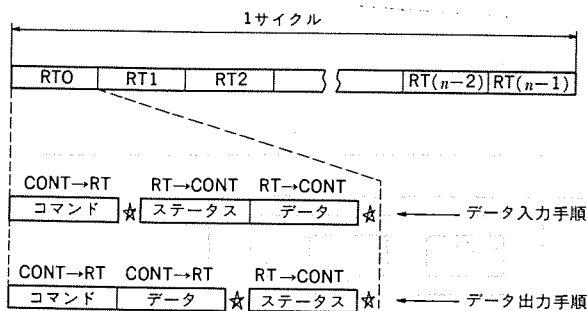 1サイクル
RT0 RT1 RT2 RT(n−2) RT(n−1)
CONT→RT RT→CONT RT→CONT
コマンド ☆ ステータス データ ☆ ← データ入力手順
CONT→RT CONT→RT RT→CONT
コマンド データ ☆ ステータス ☆ ← データ出力手順